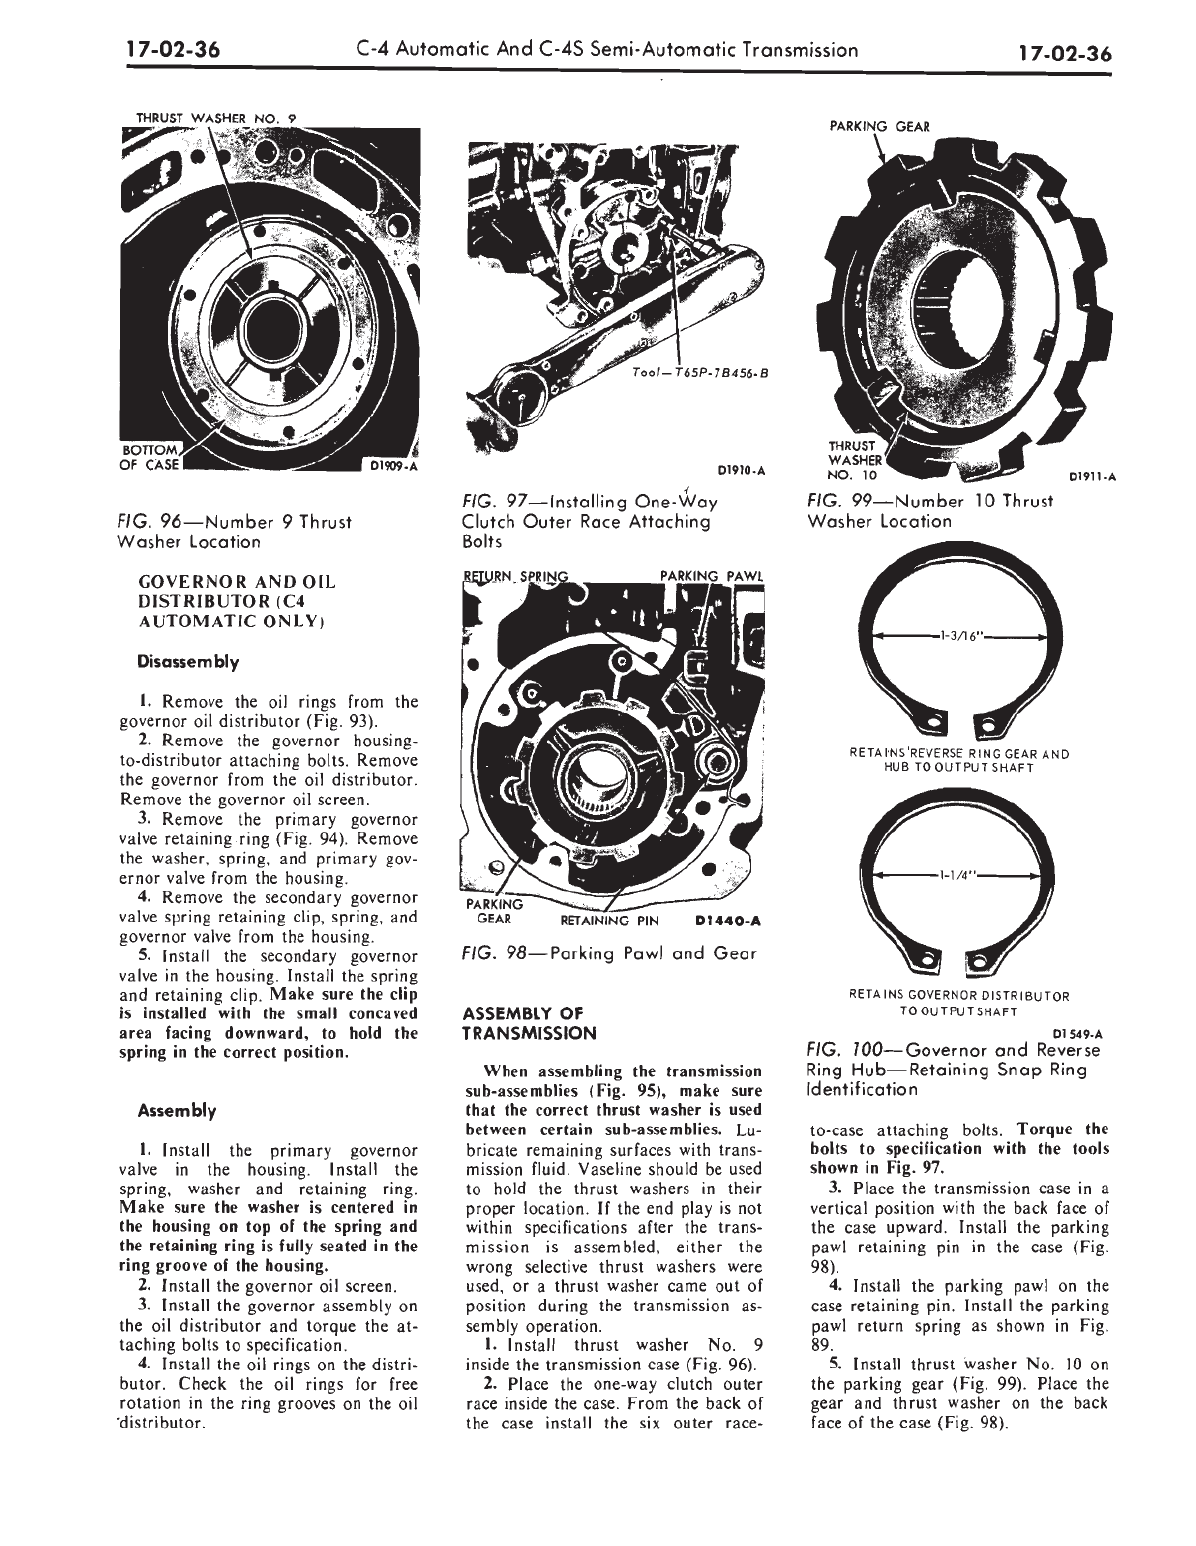 17-02-36
C-4 Automatic And C-4S Semi-Automatic Transmission
17-02-36
THRUST WASHER NO. 9
BOTTOM
OF CASE
D1909-A
FIG. 96—Number 9 Thrust
Washer Location
GOVERNOR AND OIL
DISTRIBUTOR (C4
AUTOMATIC ONLY)
Disassembly
1. Remove the oil rings from the
governor oil distributor (Fig. 93).
2. Remove the governor housing-
to-distributor attaching bolts. Remove
the governor from the oil distributor.
Remove the governor oil screen.
3. Remove the primary governor
valve retaining ring (Fig. 94). Remove
the washer, spring, and primary gov-
ernor valve from the housing.
4. Remove the secondary governor
valve spring retaining clip, spring, and
governor valve from the housing.
5. Install the secondary governor
valve in the housing. Install the spring
and retaining clip. Make sure the clip
is installed with the small concaved
area facing downward, to hold the
spring in the correct position.
Assembly
1. Install the primary governor
valve in the housing. Install the
spring, washer and retaining ring.
Make sure the washer is centered in
the housing on top of the spring and
the retaining ring is fully seated in the
ring groove of the housing.
2. Install the governor oil screen.
3. Install the governor assembly on
the oil distributor and torque the at-
taching bolts to specification.
4. Install the oil rings on the distri-
butor. Check the oil rings for free
rotation in the ring grooves on the oil
distributor.
Tool—T65P-7B456-B
D1910-A
FIG. 97—Installing One-Way
Clutch Outer Race Attaching
Bolts
RETURN SPRING
PARKING PAWL
PARKING
GEAR
RETAINING PIN
D1440-A
FIG. 98—Parking Pawl and Gear
ASSEMBLY OF
TRANSMISSION
When assembling the transmission
sub-assemblies (Fig. 95), make sure
that the correct thrust washer is used
between certain sub-assemblies. Lu-
bricate remaining surfaces with trans-
mission fluid. Vaseline should be used
to hold the thrust washers in their
proper location. If the end play is not
within specifications after the trans-
mission is assembled, either the
wrong selective thrust washers were
used, or a thrust washer came out of
position during the transmission as-
sembly operation.
1. Install thrust washer No. 9
inside the transmission case (Fig. 96).
2. Place the one-way clutch outer
race inside the case. From the back of
the case install the six outer race-
PARKING GEAR
THRUST
WASHER
NO. 10
D1911-A
FIG. 99—Number 10 Thrust
Washer Location
1-3/16"
RETAINS REVERSE RING GEAR AND
HUB TO OUTPUT SHAFT
1-1/4"
RETAINS GOVERNOR DISTRIBUTOR
TO OUTPUT SHAFT
D1549-A
FIG. 100—Governor and Reverse
Ring Hub—Retaining Snap Ring
Identification
to-case attaching bolts. Torque the
bolts to specification with the tools
shown in Fig. 97.
3. Place the transmission case in a
vertical position with the back face of
the case upward. Install the parking
pawl retaining pin in the case (Fig.
98).
4. Install the parking pawl on the
case retaining pin. Install the parking
pawl return spring as shown in Fig.
89.
5. Install thrust washer No. 10 on
the parking gear (Fig. 99). Place the
gear and thrust washer on the back
face of the case (Fig. 98).